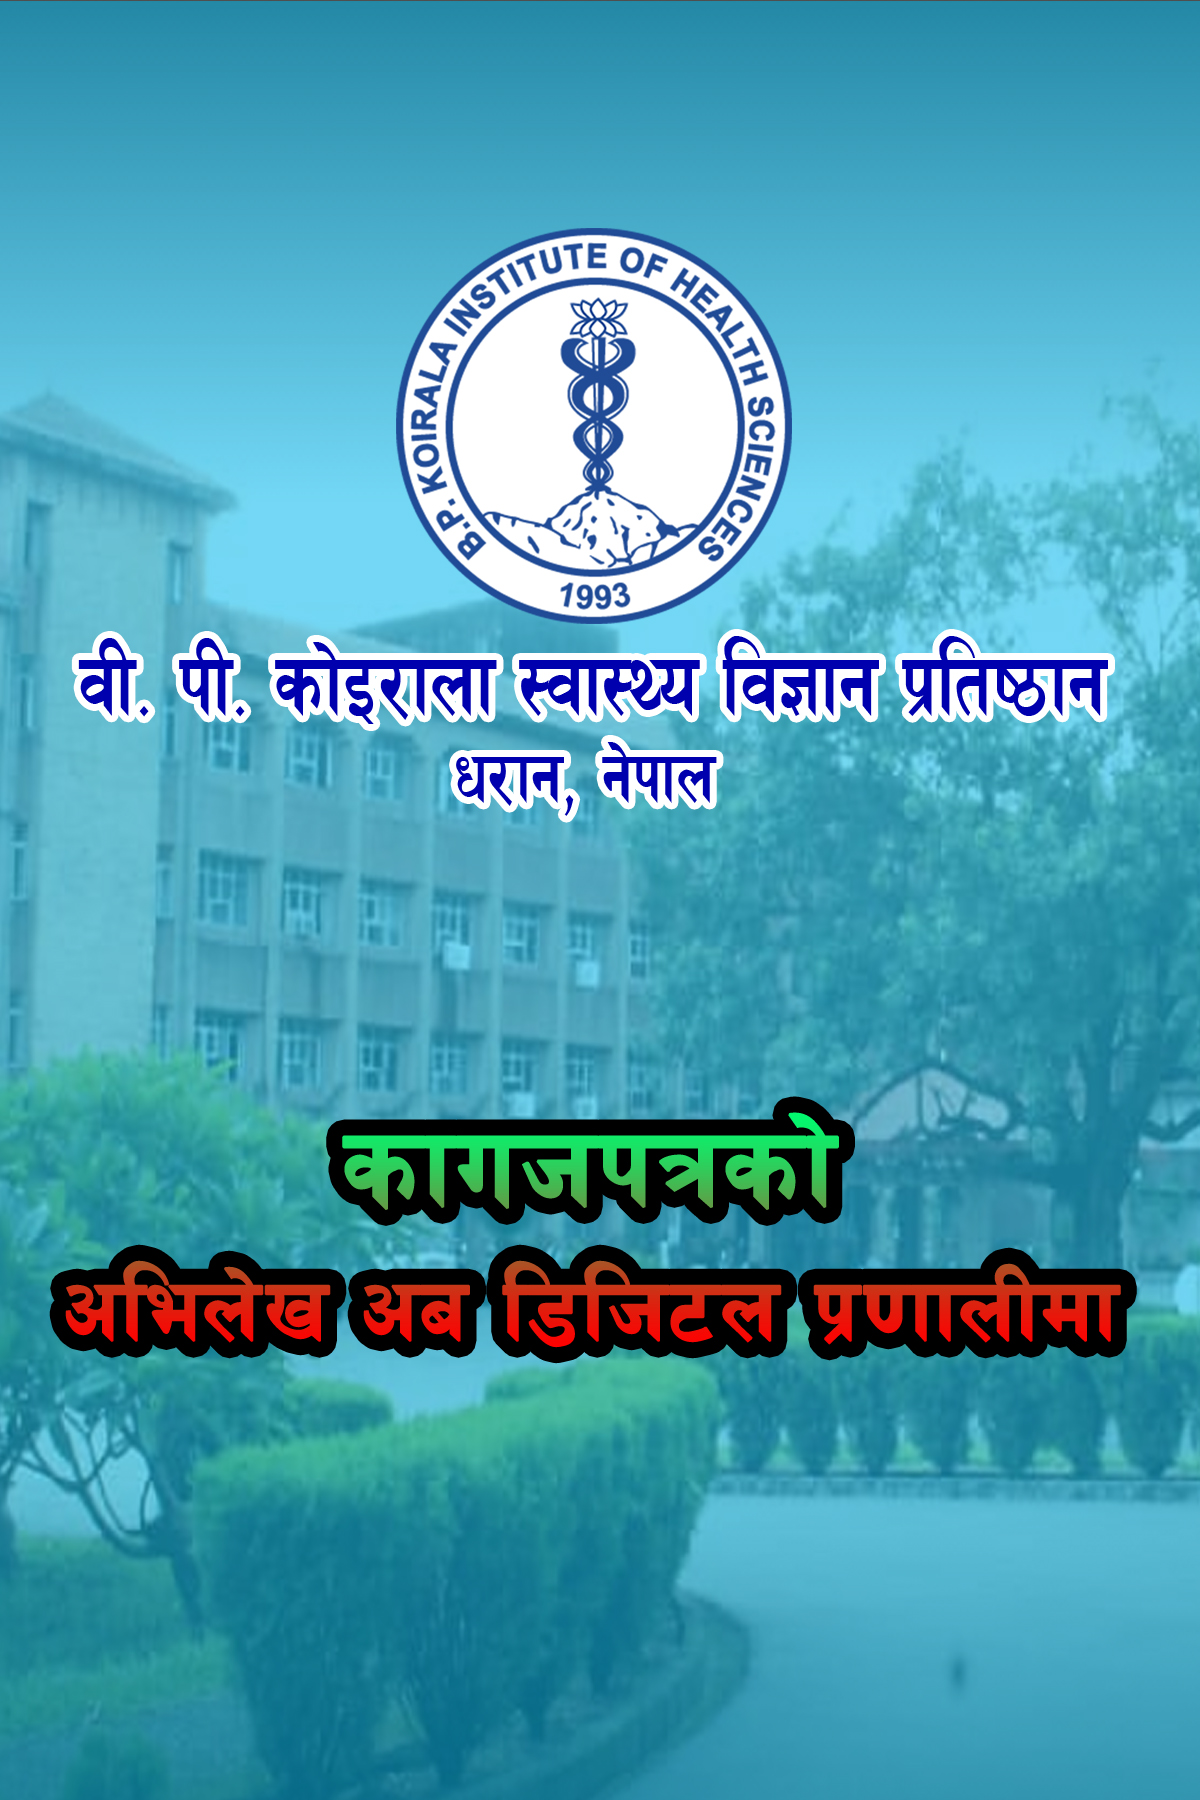 B.P. KOIRALA INSTITUTE OF HEALTH SCIENCES
1993
वी. पी. कोइराला स्वास्थ्य विज्ञान प्रतिष्ठान
धरान, नेपाल
कागजपत्रको
अभिलेख अब डिजिटल प्रणालीमा